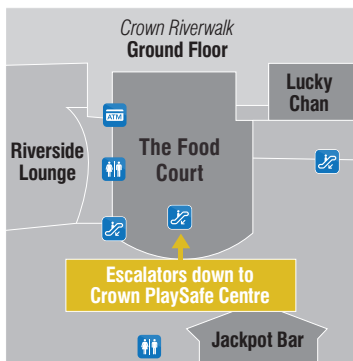 Crown Riverwalk
Ground Floor
Lucky
Chan
ATM
Riverside
Lounge
The Food
Court
Escalators down to
Crown PlaySafe Centre
Jackpot Bar